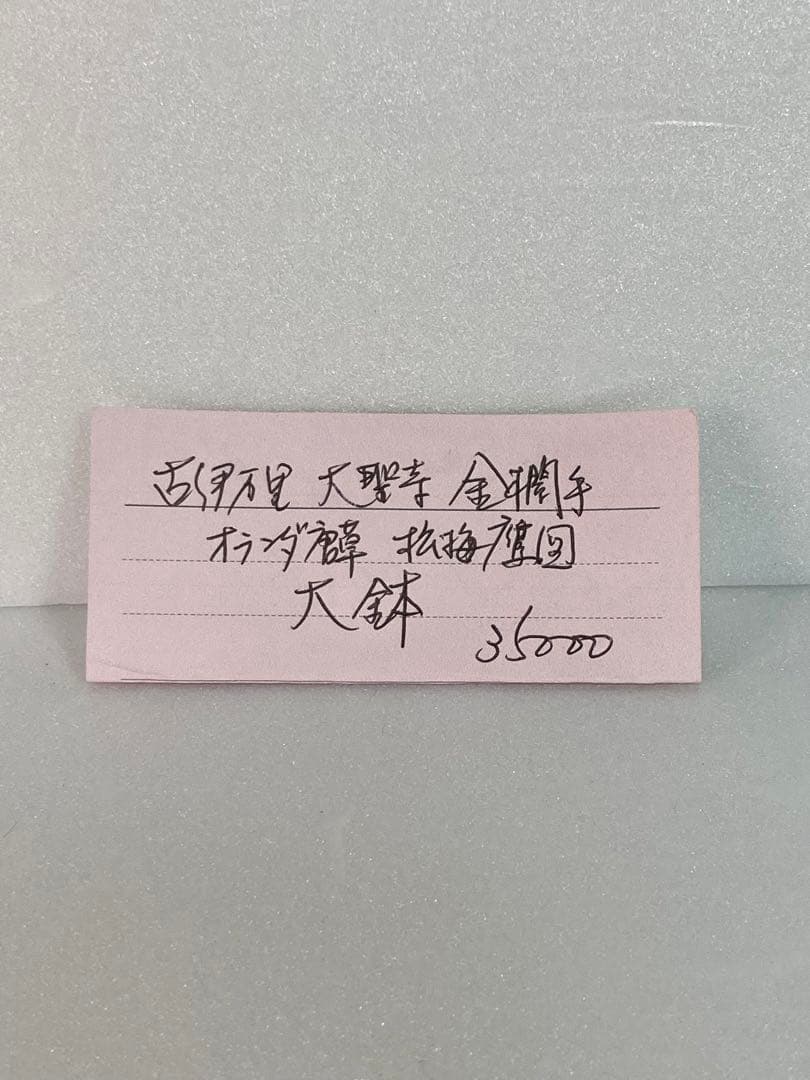 古伊万里 大聖寺 金襴手
オランダ唐草 松梅鷹図
大鉢
35000